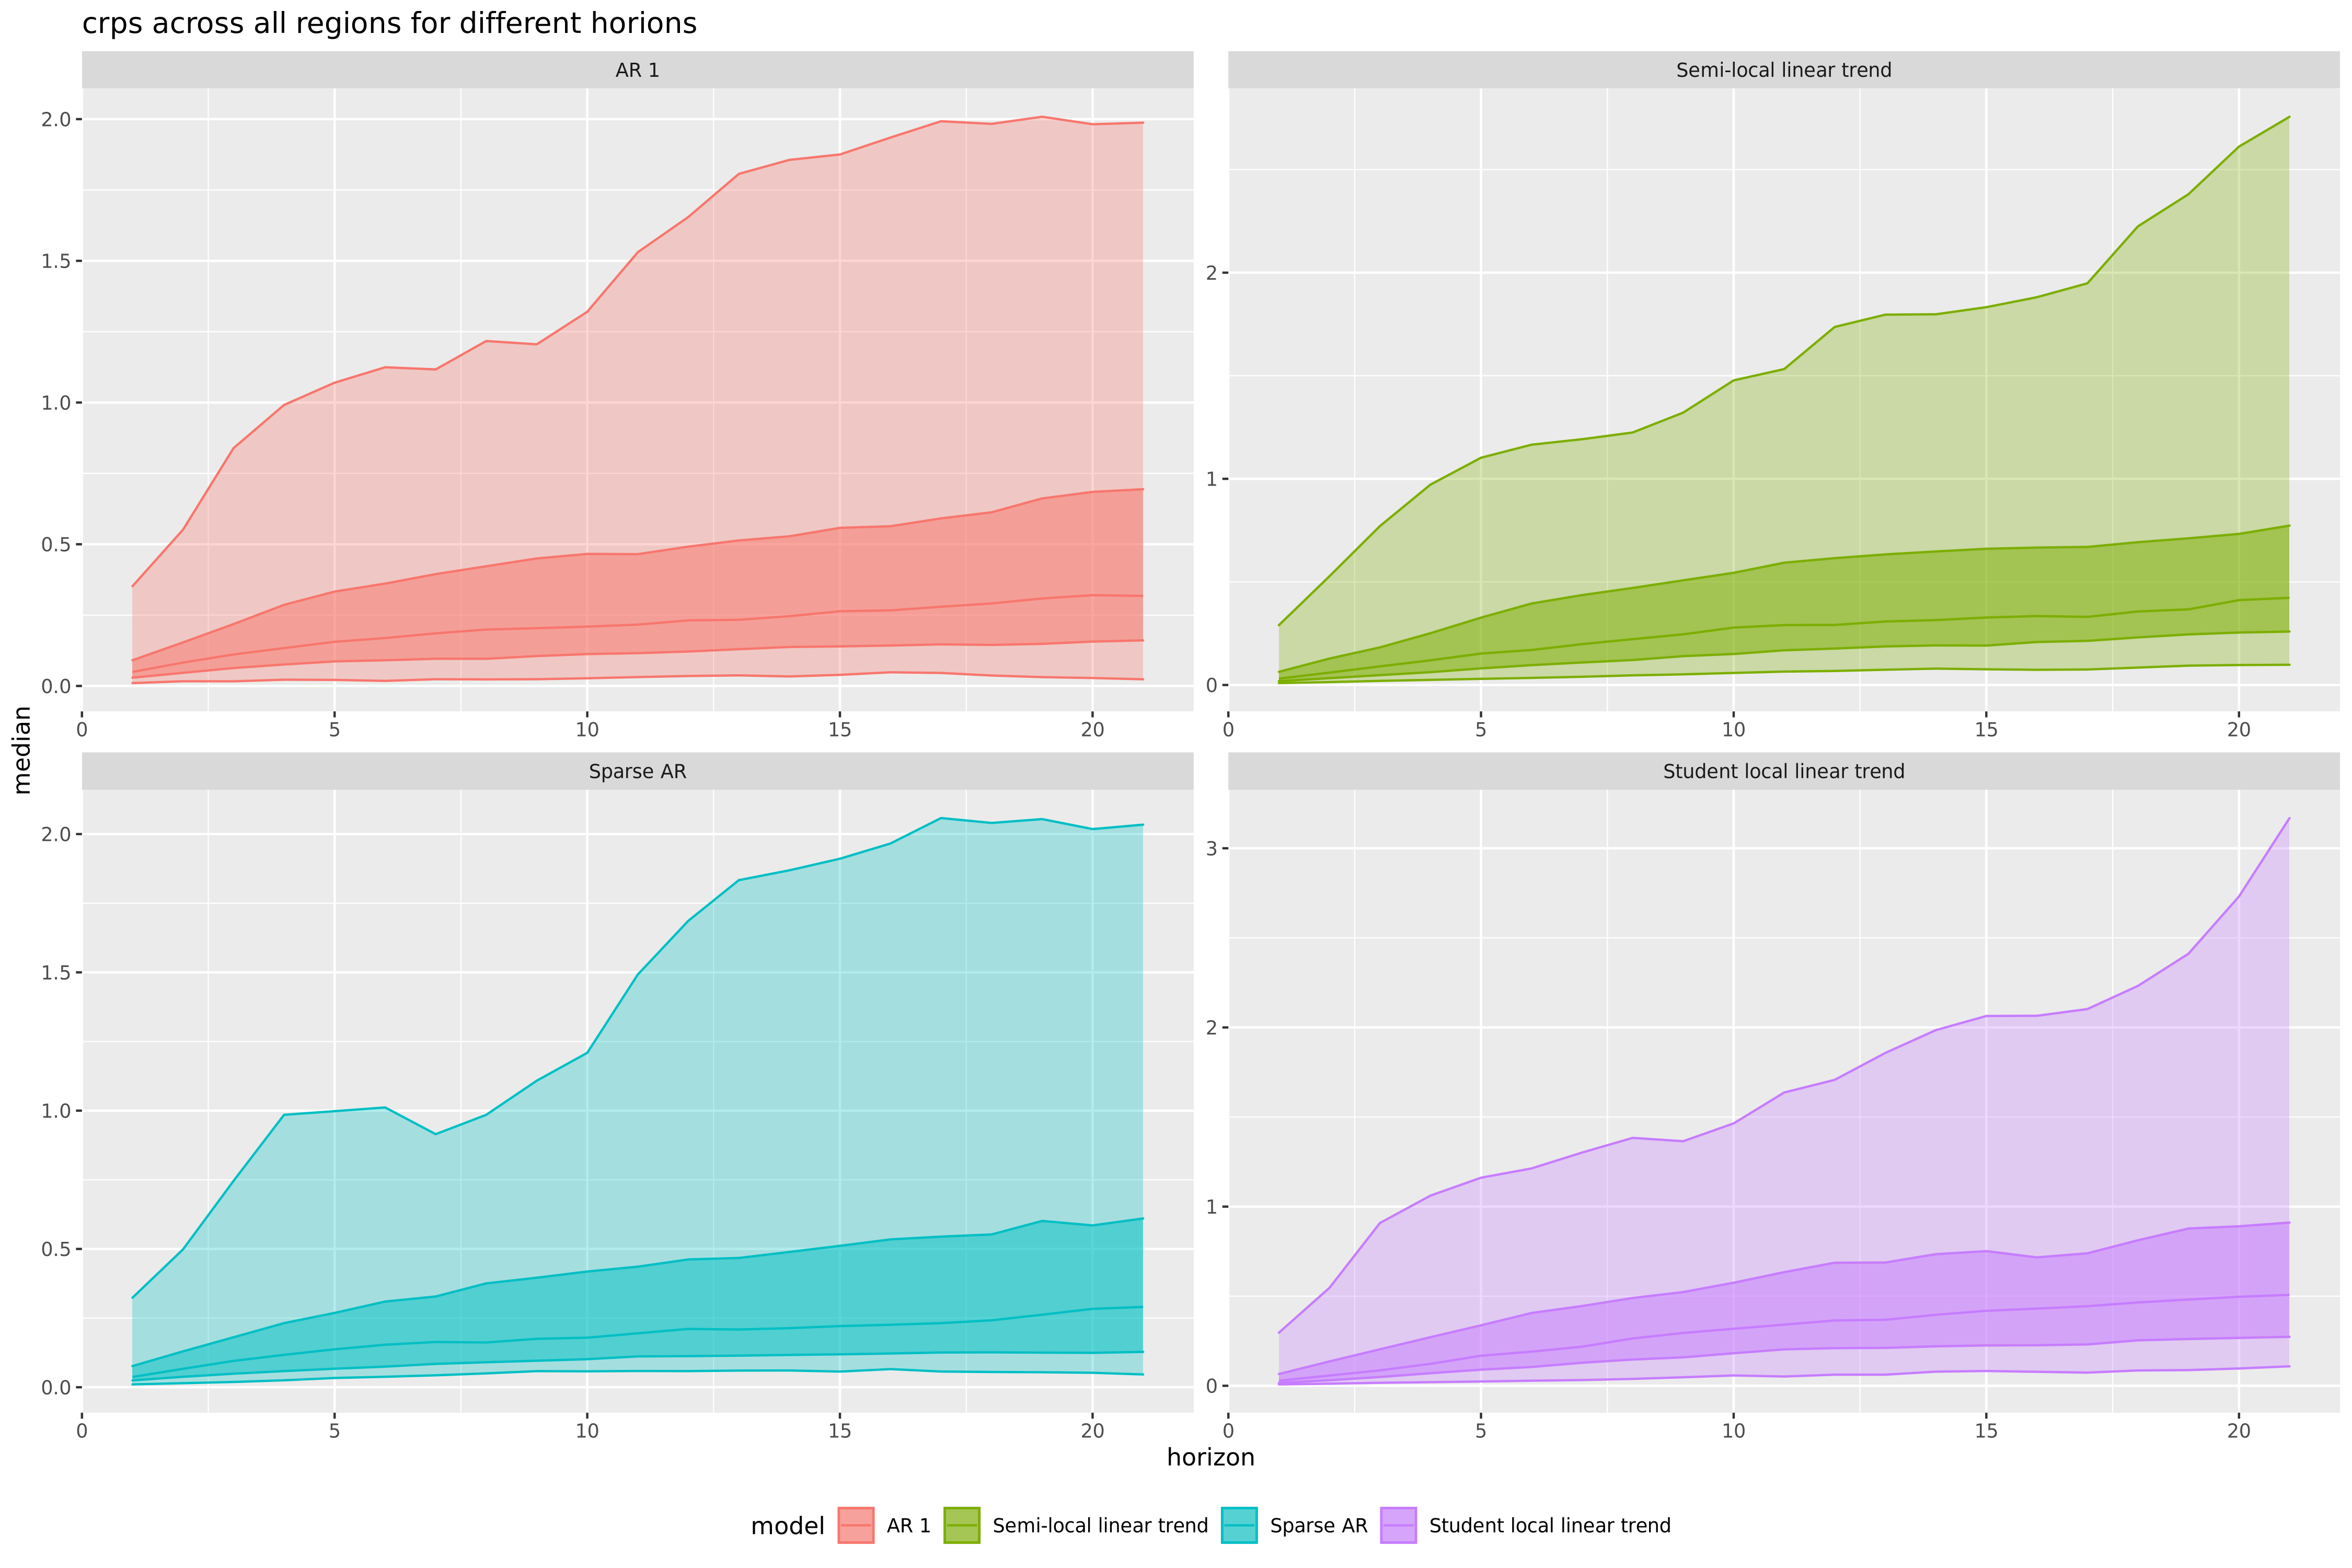 crps across all regions for different horions
AR 1
Semi-local linear trend
2.0
1.5
1.0
0.5
0.0
2
1
0
0 5 10 15 20
0 5 10 15 20
median
Sparse AR
Student local linear trend
2.0
1.5
1.0
0.5
0.0
3
2
1
0
0 5 10 15 20
0 5 10 15 20
horizon
model AR 1 Semi-local linear trend Sparse AR Student local linear trend